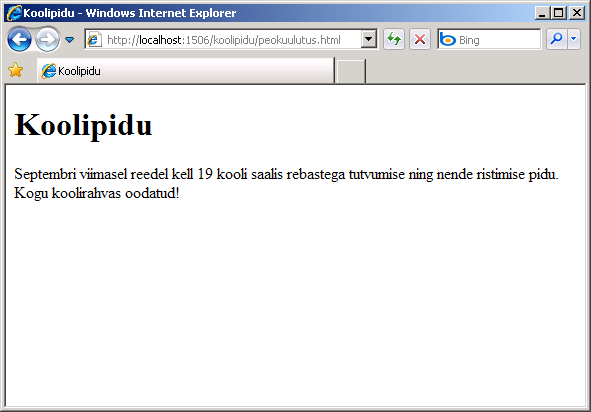 Koolipidu - Windows Internet Explorer
http://localhost:1506/koolipidu/peokuulutus.html
Bing
Koolipidu
Koolipidu
Septembri viimasel reedel kell 19 kooli saalis rebastega tutvumise ning nende ristimise pidu.
Kogu koolirahvas oodatud!